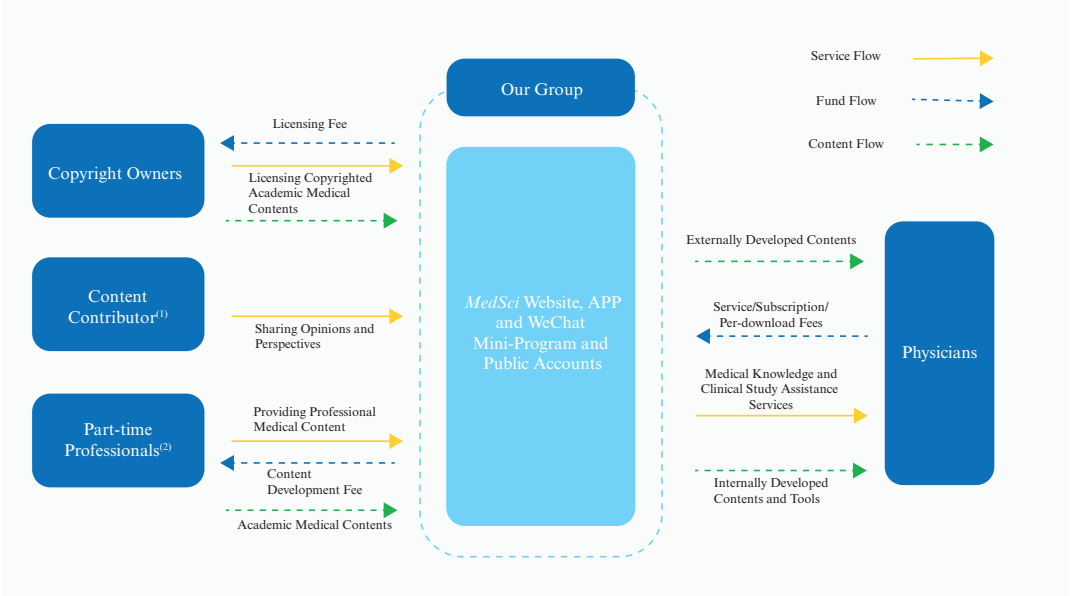 Our Group
Service Flow
Fund Flow
Content Flow
Copyright Owners
Licensing Fee
Licensing Copyrighted
Academic Medical
Contents
Content
Contributor(1)
Sharing Opinions and
Perspectives
Part-time
Professionals(2)
Providing Professional
Medical Content
Content
Development Fee
Academic Medical Contents
MedSci Website, APP
and WeChat
Mini-Program and
Public Accounts
Externally Developed Contents
Service/Subscription/
Per-download Fees
Medical Knowledge and
Clinical Study Assistance
Services
Internally Developed
Contents and Tools
Physicians